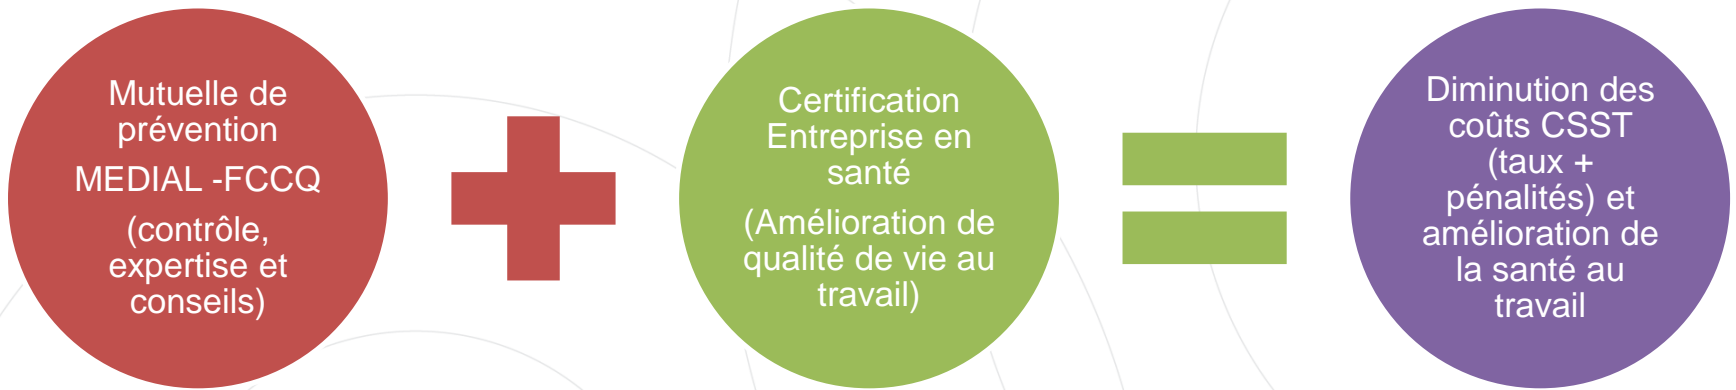 Mutuelle de
prévention
MEDIAL -FCCQ
(contrôle,
expertise et
conseils)
Certification
Entreprise en
santé
(Amélioration de
qualité de vie au
travail)
Diminution des
coûts CSST
(taux +
pénalités) et
amélioration de
la santé au
travail